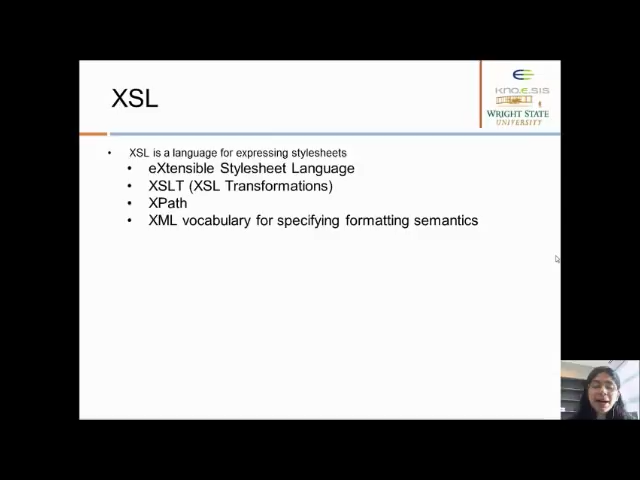 XSL
KNO.E.SIS
WRIGHT STATE
UNIVERSITY
• XSL is a language for expressing stylesheets
• eXtensible Stylesheet Language
• XSLT (XSL Transformations)
• XPath
• XML vocabulary for specifying formatting semantics